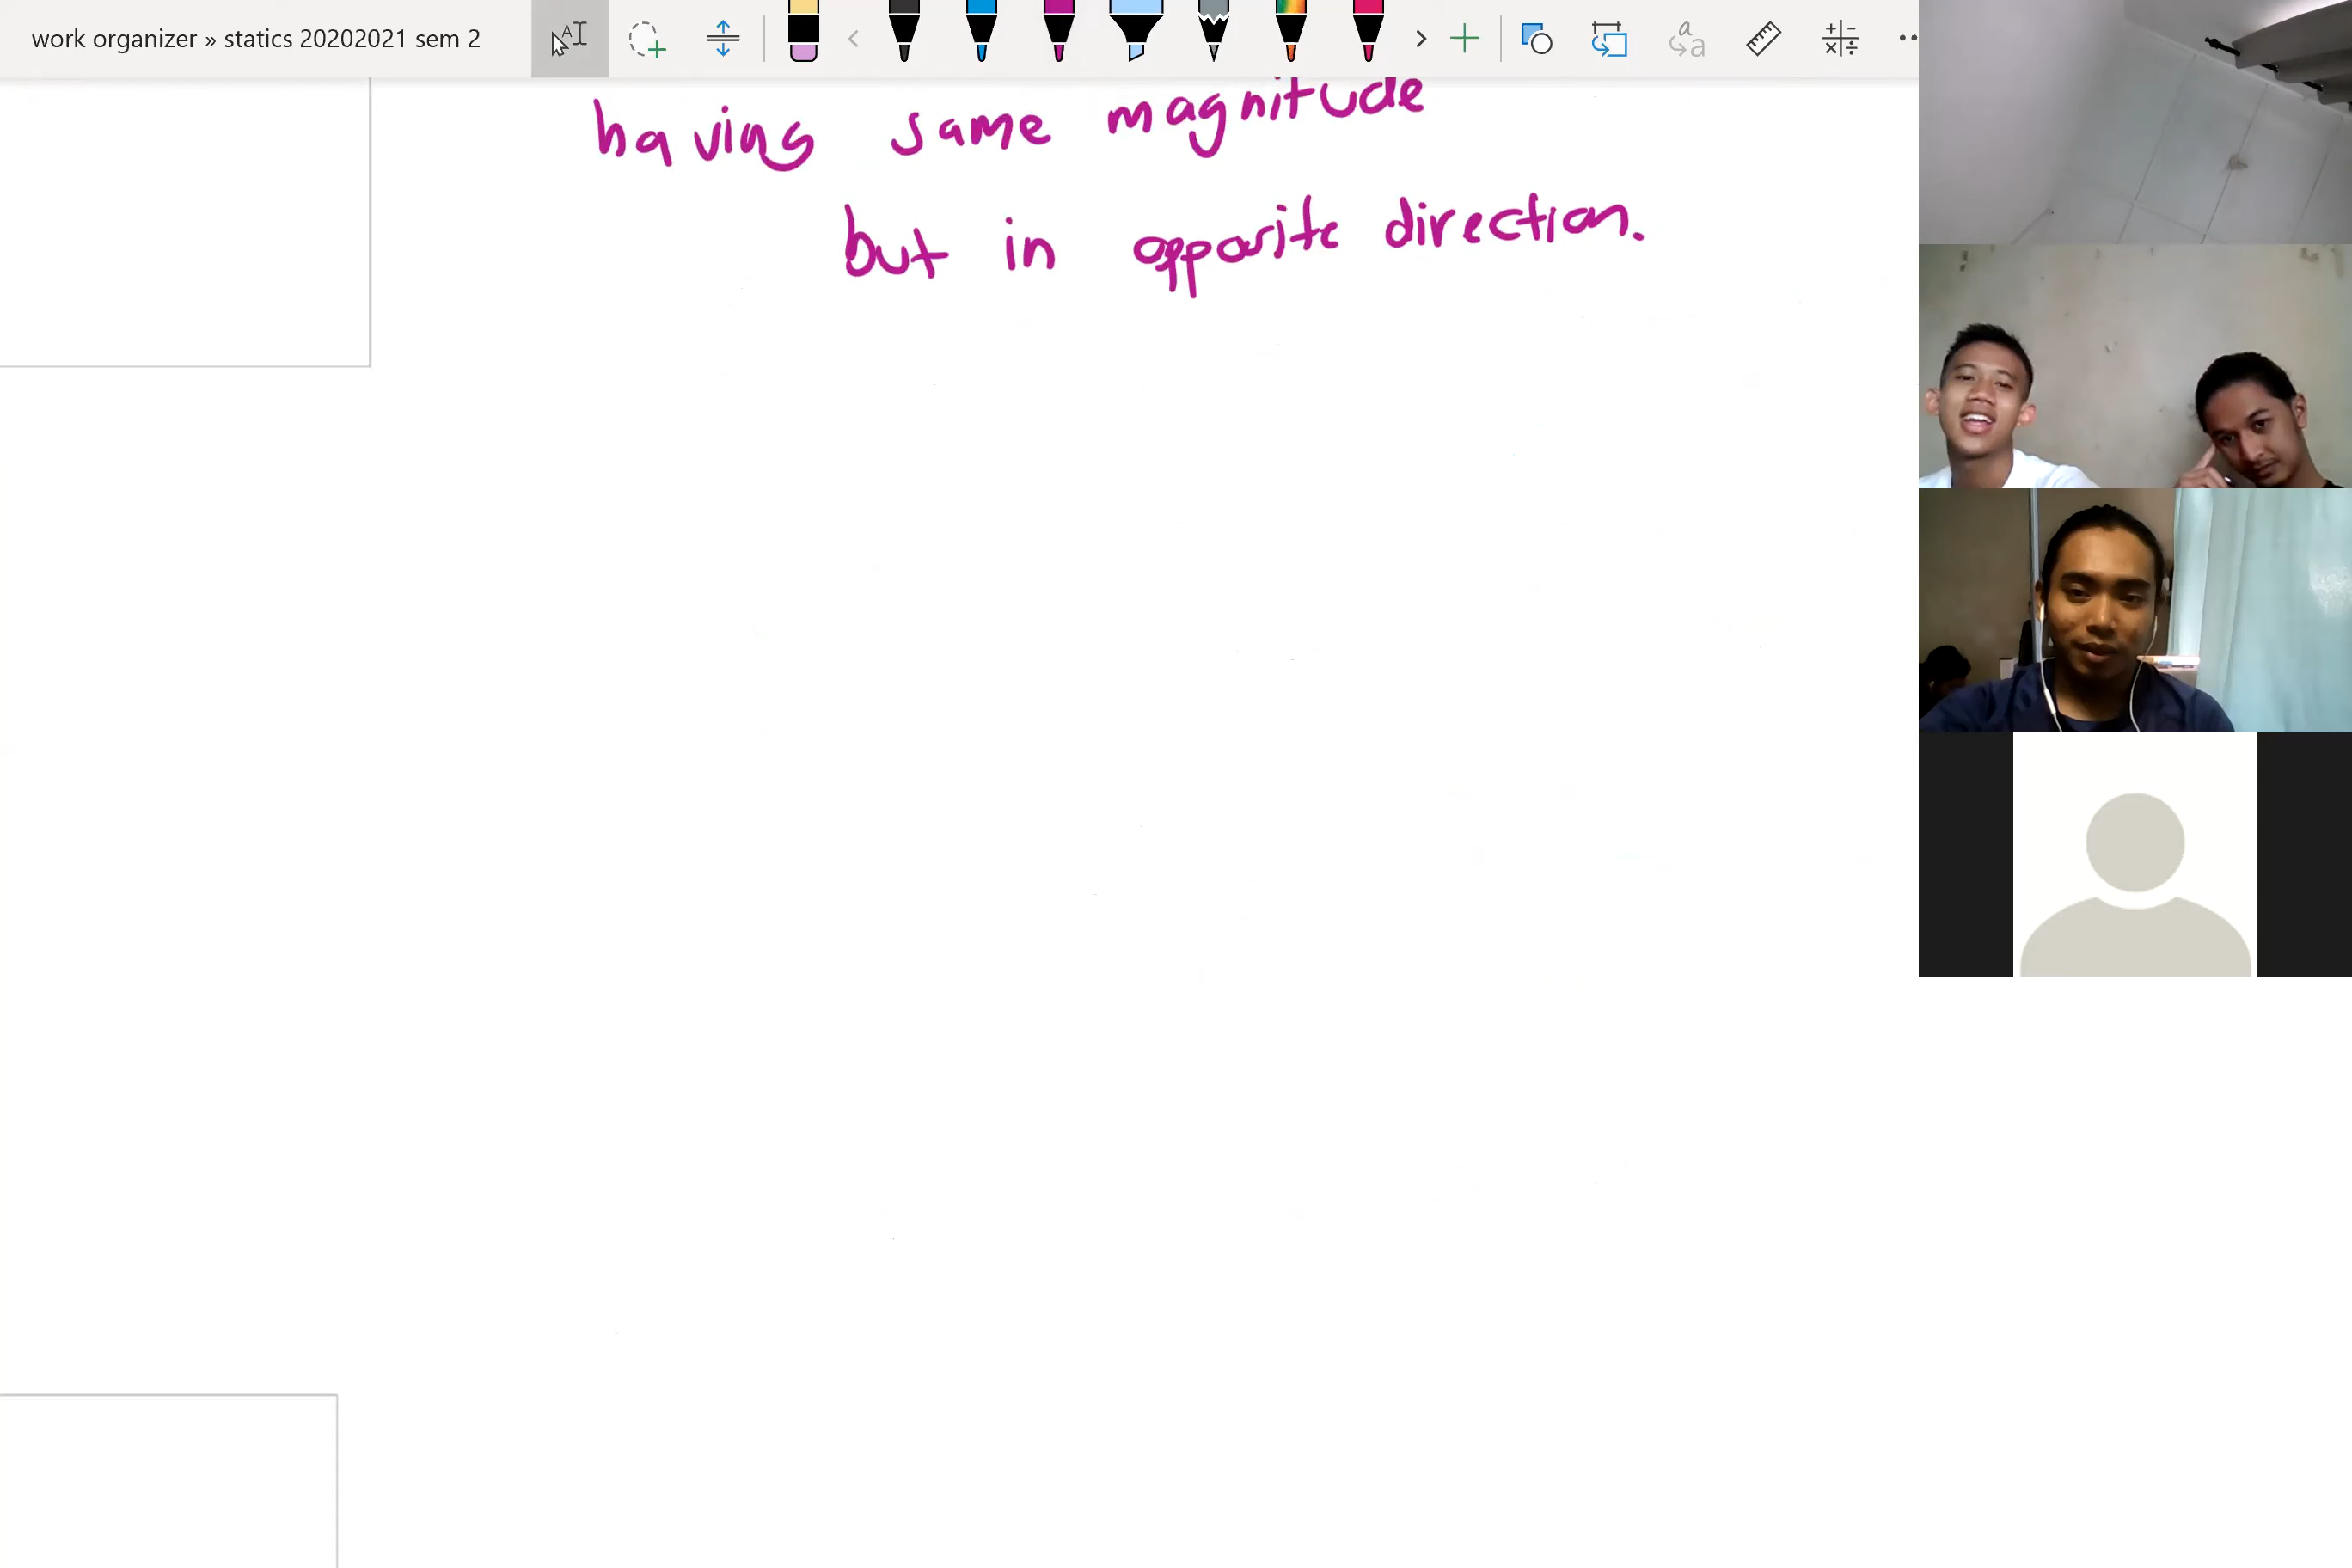 work organizer » statics 20202021 sem 2
having same magnitude
but in opposite direction.